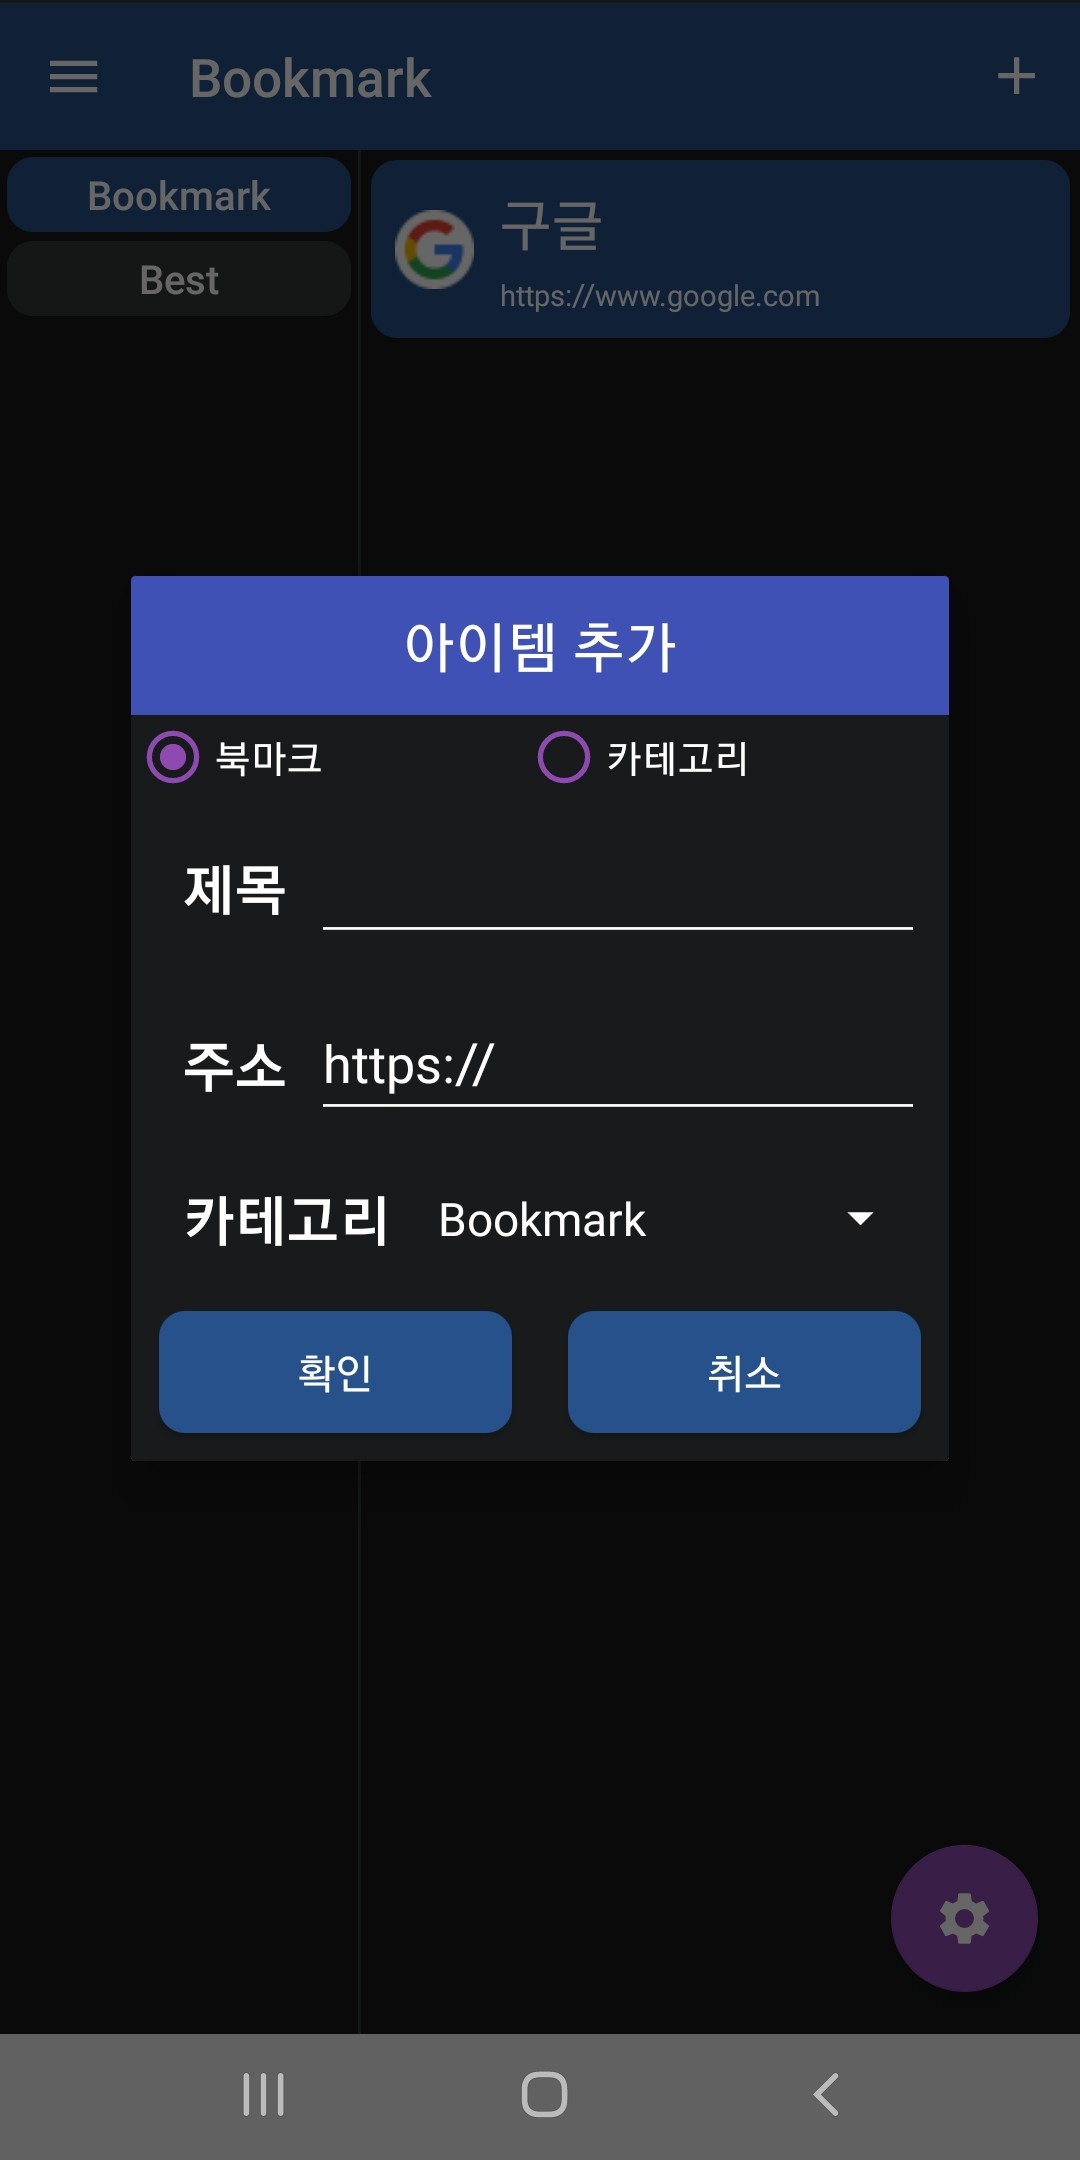 Bookmark
Bookmark
Best
구글
https://www.google.com
아이템 추가
북마크 카테고리
제목
주소 https://
카테고리 Bookmark
확인 취소